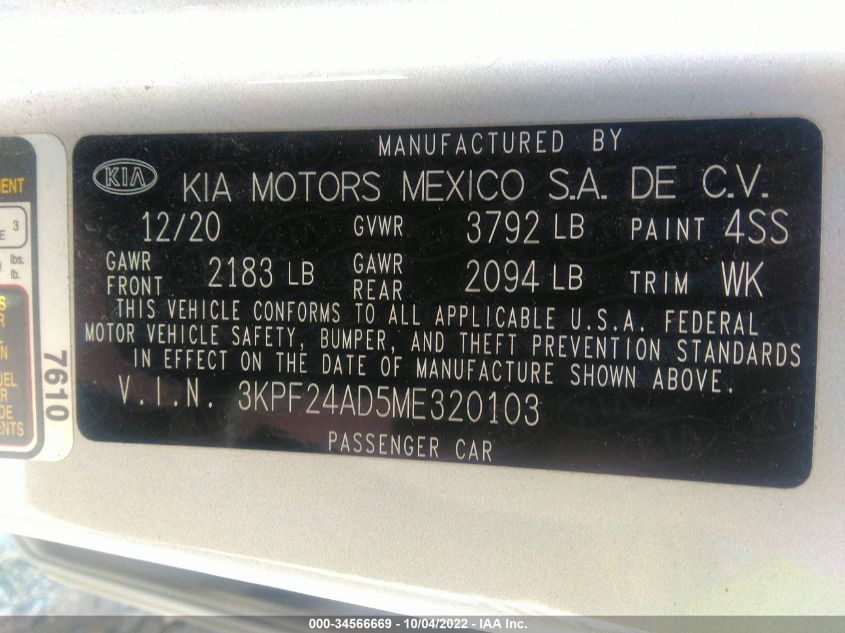 MANUFACTURED BY
KIA KIA MOTORS MEXICO S.A. DE C.V.
12/20 GVWR 3792 LB PAINT 4SS
GAWR FRONT 2183 LB GAWR REAR 2094 LB TRIM WK
THIS VEHICLE CONFORMS TO ALL APPLICABLE U.S.A. FEDERAL
MOTOR VEHICLE SAFETY, BUMPER, AND THEFT PREVENTION STANDARDS
IN EFFECT ON THE DATE OF MANUFACTURE SHOWN ABOVE.
V.I.N. 3KPF24AD5ME320103
PASSENGER CAR
3
lbs.
lb.
7610
000-34566669 - 10/04/2022 - IAA Inc.